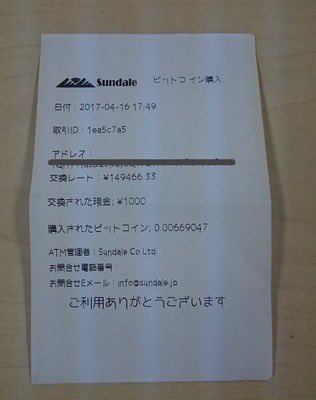 Sundale ビットコイン購入
日付：2017-04-16 17:49
取引ID：1ea5c7a5
アドレス：
交換レート：¥149466.33
交換された現金; ¥1000
購入されたビットコイン; 0.00669047
ATM管理者：Sundale Co Ltd.
お問合せ電話番号：
お問合せEメール：info@sundale.jp
ご利用ありがとうございます